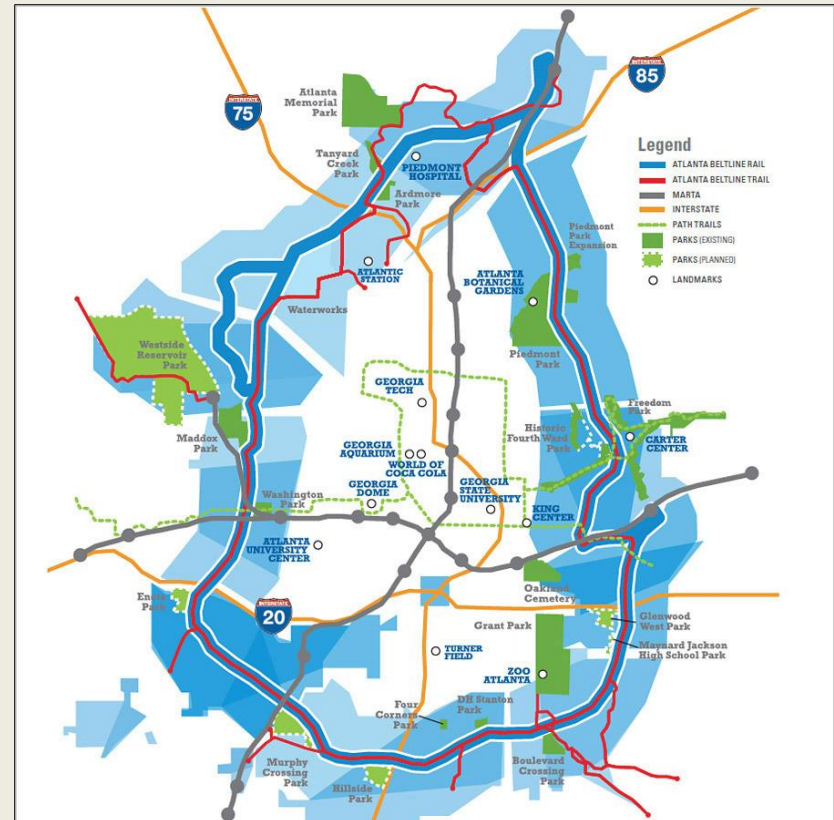 INTERSTATE
85
INTERSTATE
75
Atlanta
Memorial
Park
Tanyard
Creek
Park
PIEDMONT
HOSPITAL
Ardmore
Park
Legend
ATLANTA BELTLINE RAIL
ATLANTA BELTLINE TRAIL
MARTA
INTERSTATE
PATH TRAILS
PARKS (EXISTING)
PARKS (PLANNED)
LANDMARKS
Piedmont
Park
Expansion
ATLANTIC
STATION
ATLANTA
BOTANICAL
GARDENS
Waterworks
Westside
Reservoir
Park
Piedmont
Park
GEORGIA
TECH
Freedom
Park
Maddox
Park
Historic
Fourth Ward
Park
CARTER
CENTER
GEORGIA
AQUARIUM
WORLD OF
COCA COLA
GEORGIA
DOME
GEORGIA
STATE
UNIVERSITY
Washington
Park
KING
CENTER
ATLANTA
UNIVERSITY
CENTER
Oakland
Cemetery
Enota
Park
INTERSTATE
20
Grant Park
Glenwood
West Park
Maynard Jackson
High School Park
TURNER
FIELD
ZOO
ATLANTA
Four
Corners
Park
DH Stanton
Park
Murphy
Crossing
Park
Hillside
Park
Boulevard
Crossing
Park